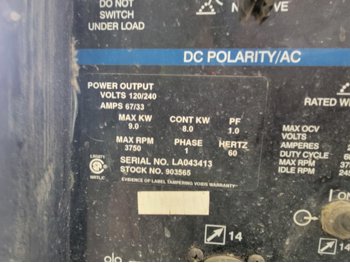 DO NOT
SWITCH
UNDER
LOAD
DC POLARITY/AC
POWER OUTPUT
VOLTS 120/240
AMPS 67/33
MAX KW CONT KW PF
9.0 8.0 1.0
MAX RPM PHASE HERTZ
3750 1 60
SERIAL NO. LA043413
STOCK NO. 903565
EVIDENCE OF LABEL TAMPERING VOIDS WARRANTY
NRTL/C
RATED W
MAX OCV
VOLTS
AMPERES
DUTY CYCLE
MAX RPM
IDLE RPM
14
14